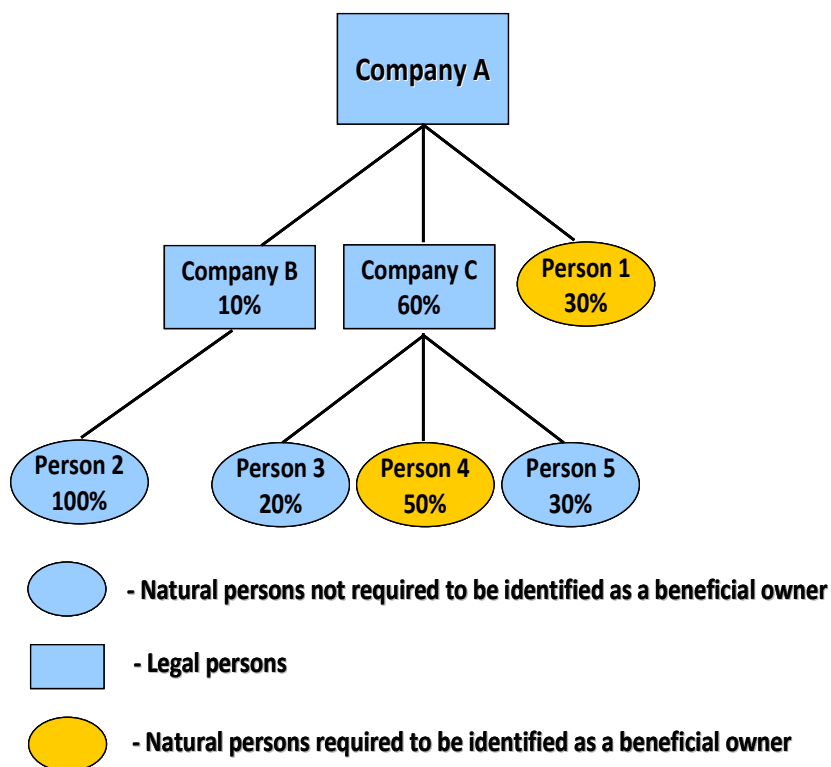 Company A
Company B
10%
Company C
60%
Person 1
30%
Person 2
100%
Person 3
20%
Person 4
50%
Person 5
30%
- Natural persons not required to be identified as a beneficial owner
- Legal persons
- Natural persons required to be identified as a beneficial owner